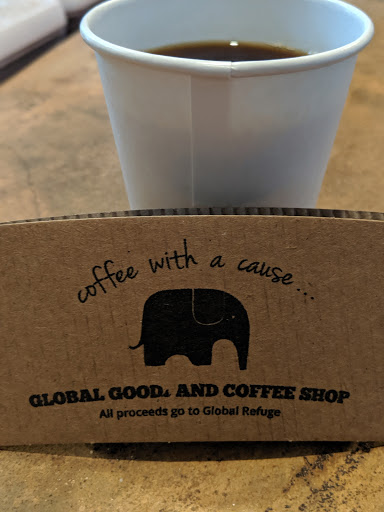 coffee with a cause...
GLOBAL GOODS AND COFFEE SHOP
All proceeds go to Global Refuge